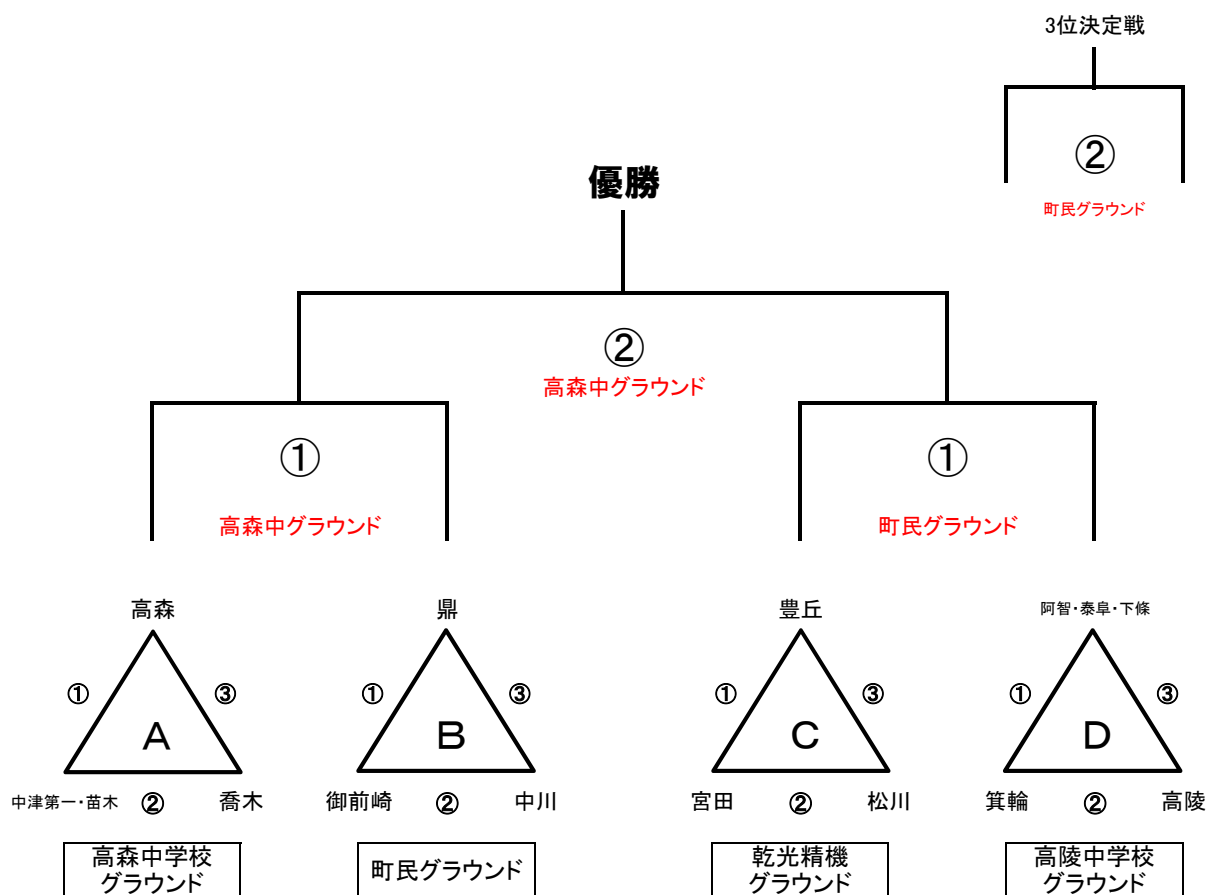 3位決定戦
②
町民グラウンド
優勝
②
高森中グラウンド
①
高森中グラウンド
①
町民グラウンド
高森
①
③
A
中津第一・苗木
②
喬木
高森中学校
グラウンド
鼎
①
③
B
御前崎
②
中川
町民グラウンド
豊丘
①
③
C
宮田
②
松川
乾光精機
グラウンド
阿智・泰阜・下條
①
③
D
箕輪
②
高陵
高陵中学校
グラウンド